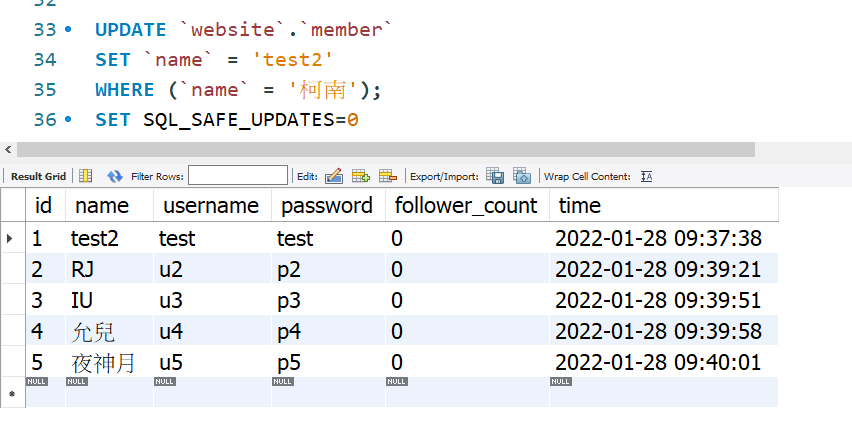 32
33 UPDATE `website`.`member`
34 SET `name` = 'test2'
35 WHERE (`name` = '柯南');
36 SET SQL_SAFE_UPDATES=0
Result Grid Filter Rows: Edit: Export/Import: Wrap Cell Content: IA
id name username password follower_count time
1 test2 test test 0 2022-01-28 09:37:38
2 RJ u2 p2 0 2022-01-28 09:39:21
3 IU u3 p3 0 2022-01-28 09:39:51
4 允兒 u4 p4 0 2022-01-28 09:39:58
5 夜神月 u5 p5 0 2022-01-28 09:40:01
NULL NULL NULL NULL NULL NULL